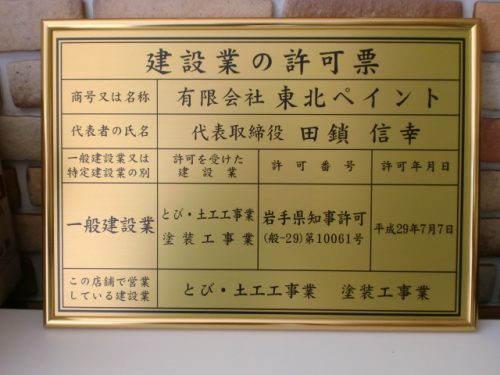 建設業の許可票
商号又は名称 有限会社 東北ペイント
代表者の氏名 代表取締役 田鎖 信幸
一般建設業又は
特定建設業の別
許可を受けた
建設業
許可番号
許可年月日
一般建設業
とび・土工工事業
塗装工事業
岩手県知事許可
(般-29)第10061号
平成29年7月7日
この店舗で営業
している建設業
とび・土工工事業 塗装工事業